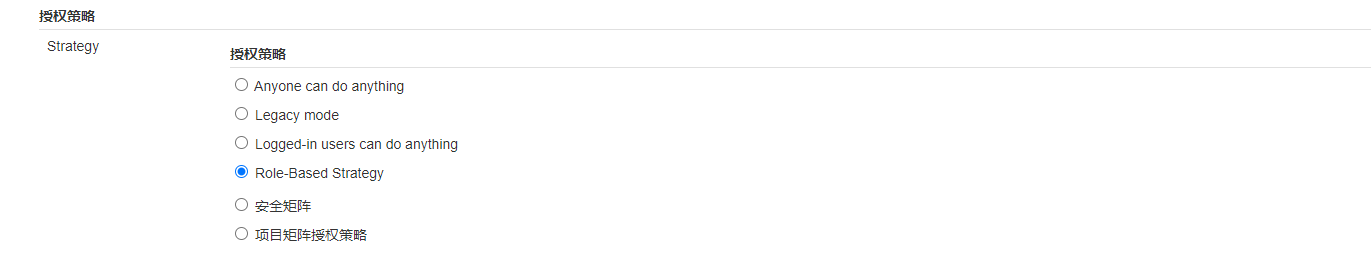 授权策略
Strategy
授权策略
Anyone can do anything
Legacy mode
Logged-in users can do anything
Role-Based Strategy
安全矩阵
项目矩阵授权策略